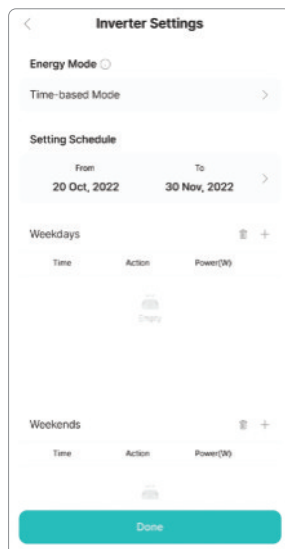 Inverter Settings
Energy Mode
Time-based Mode
Setting Schedule
From To
20 Oct, 2022 30 Nov, 2022
Weekdays
Time Action Power(W)
Empty
Weekends
Time Action Power(W)
Done